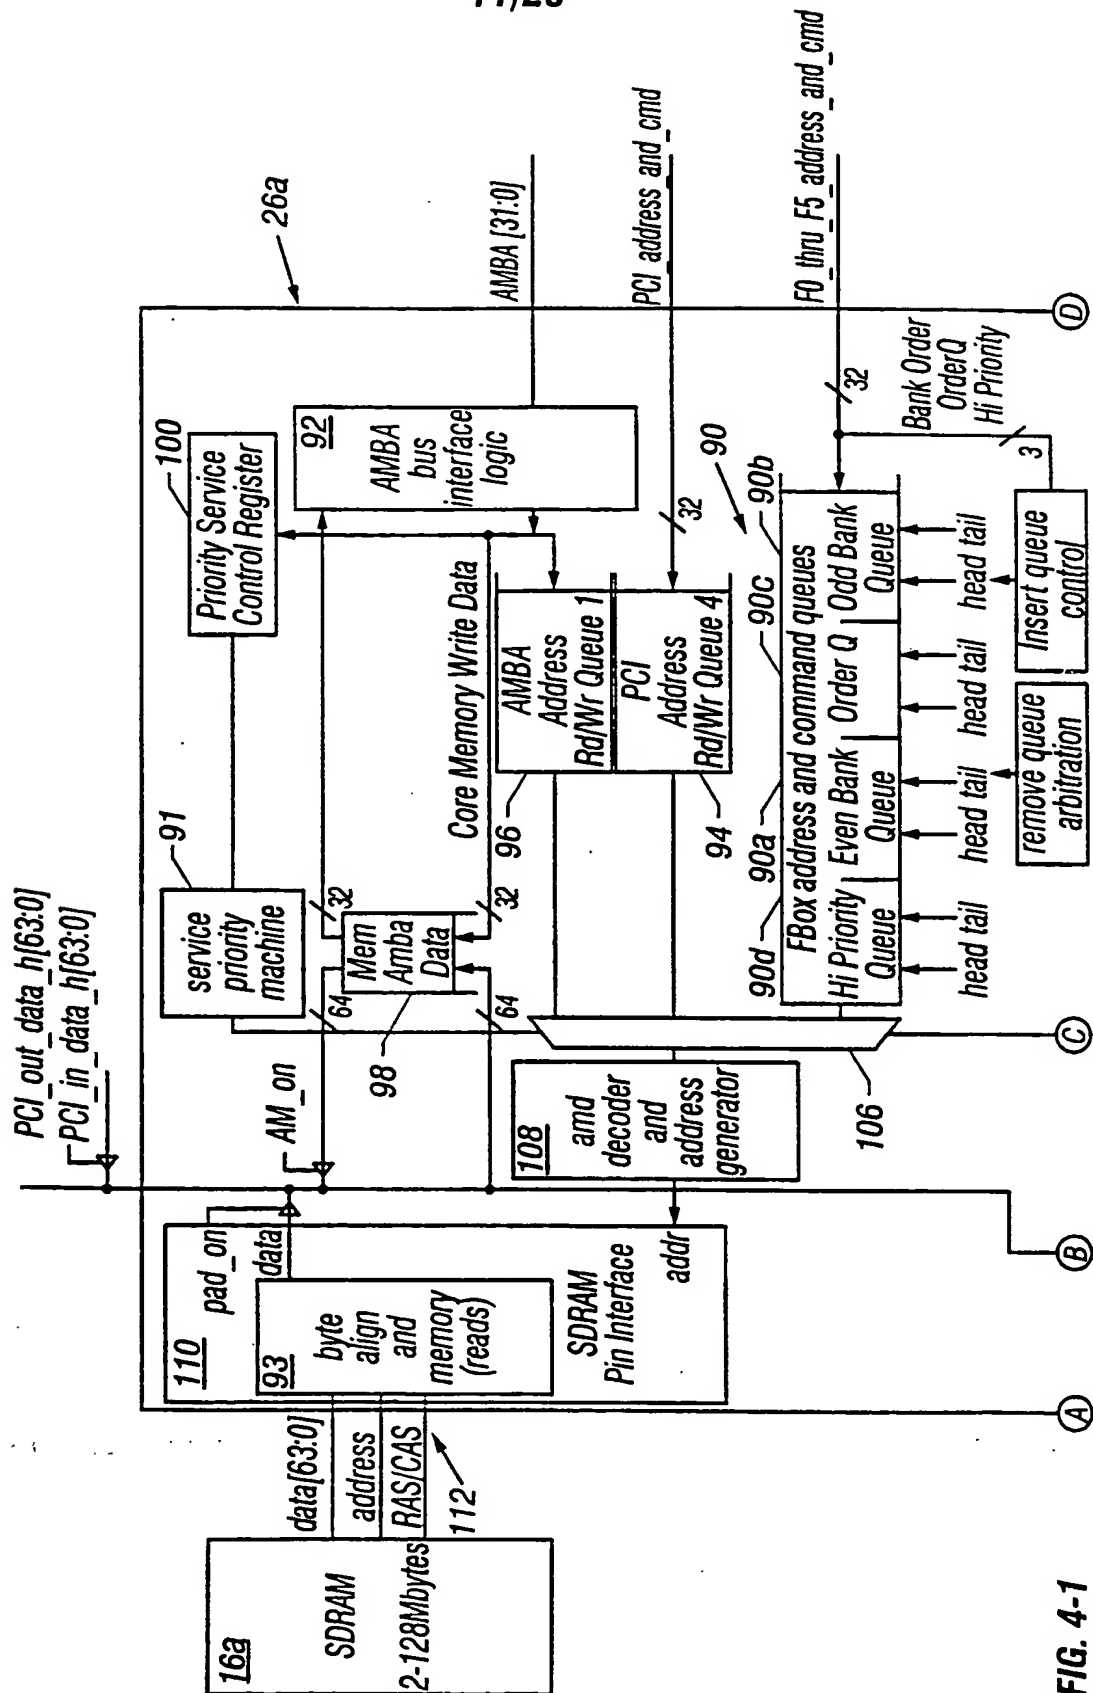 PCI_out_data_h[63:0]
PCI_in_data_h[63:0]
26a
91
service
priority
machine
100
Priority Service
Control Register
92
AMBA
bus
interface
logic
AMBA [31:0]
PCI address and_cmd
F0_thru_F5_address_and_cmd
16a
SDRAM
2-128Mbytes
data[63:0]
address
RAS/CAS
112
110
pad_on
data
93
byte
align
and
memory
(reads)
SDRAM
Pin Interface
addr
AM_on
64
32
Mem
Amba
Data
64
32
98
Core Memory Write Data
96
AMBA
Address
Rd/Wr Queue 1
PCI
Address
Rd/Wr Queue 4
94
32
90
108
amd
decoder
and
address
generator
106
90d
90a
90c
90b
FBox address and command queues
Hi Priority
Queue
Even Bank
Queue
Order Q
Odd Bank
Queue
32
Bank Order
OrderQ
Hi Priority
3
head tail
head tail
head tail
head tail
remove queue
arbitration
Insert queue
control
A
B
C
D
FIG. 4-1